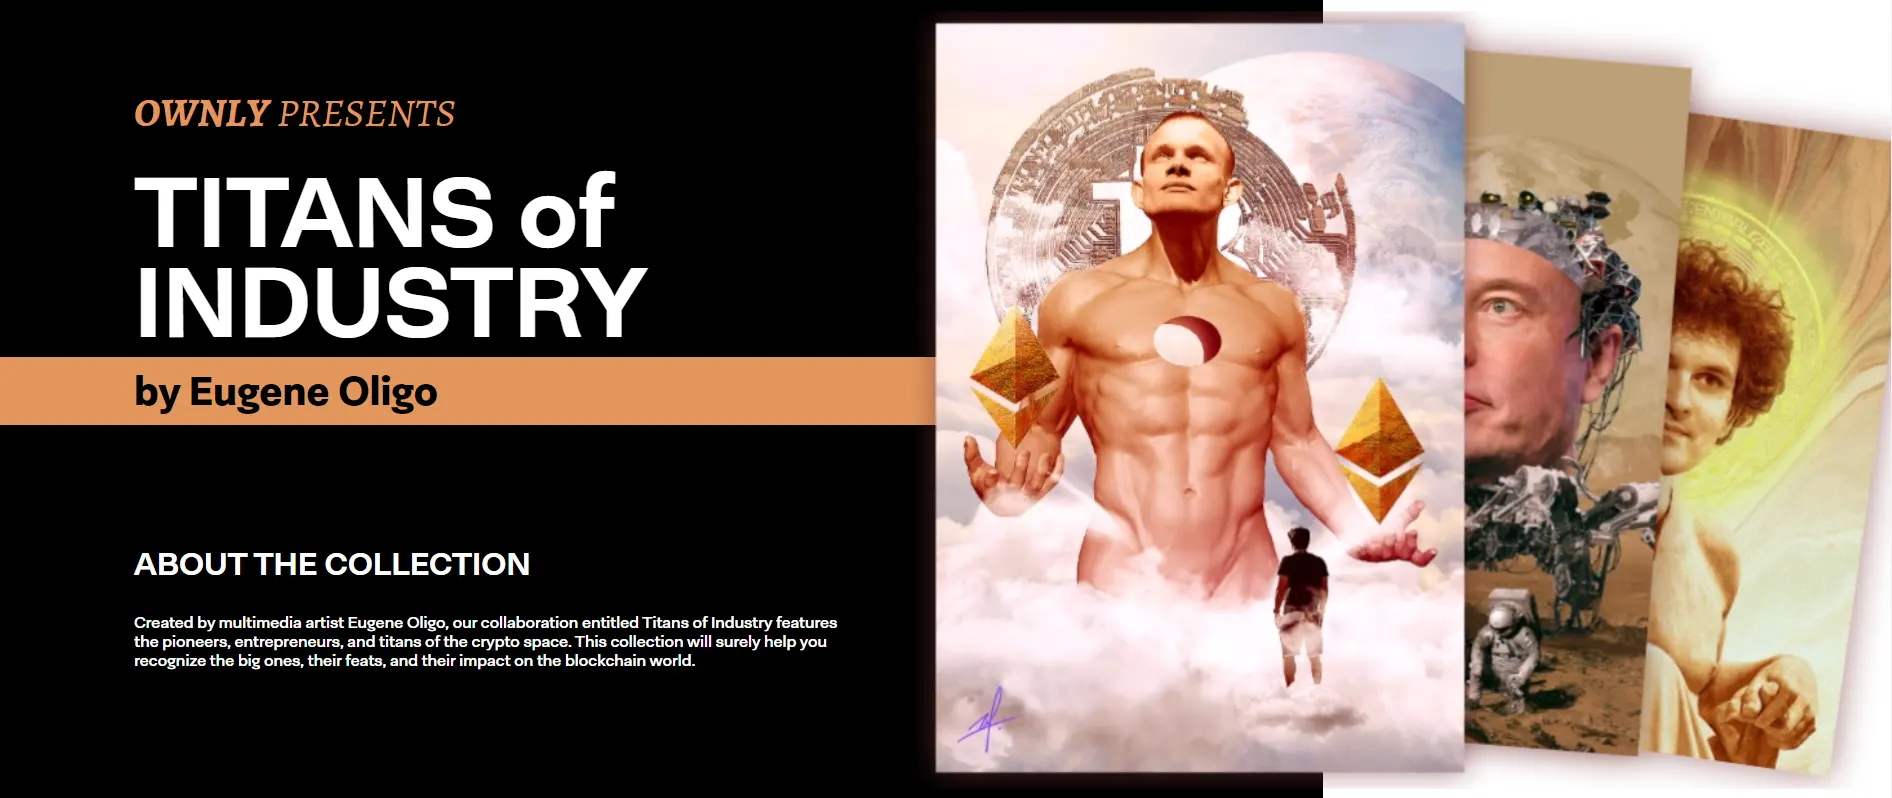 OWNLY PRESENTS
TITANS of
INDUSTRY
by Eugene Oligo
ABOUT THE COLLECTION
Created by multimedia artist Eugene Oligo, our collaboration entitled Titans of Industry features
the pioneers, entrepreneurs, and titans of the crypto space. This collection will surely help you
recognize the big ones, their feats, and their impact on the blockchain world.